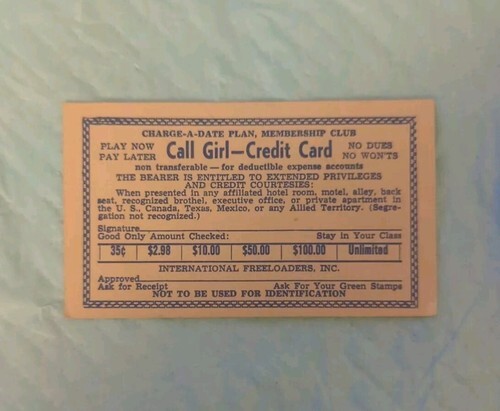 CHARGE-A-DATE PLAN, MEMBERSHIP CLUB
PLAY NOW PAY LATER Call Girl—Credit Card NO DUES NO WON'TS
non transferable—for deductible expense accounts
THE BEARER IS ENTITLED TO EXTENDED PRIVILEGES
AND CREDIT COURTESIES:
When presented in any affiliated hotel room, motel, alley, back
seat, recognized brothel, executive office, or private apartment in
the U. S., Canada, Texas, Mexico, or any Allied Territory. (Segre-
gation not recognized.)
Signature
Good Only Amount Checked: Stay in Your Class
35¢ $2.98 $10.00 $50.00 $100.00 Unlimited
INTERNATIONAL FREELOADERS, INC.
Approved
Ask for Receipt Ask For Your Green Stamps
NOT TO BE USED FOR IDENTIFICATION